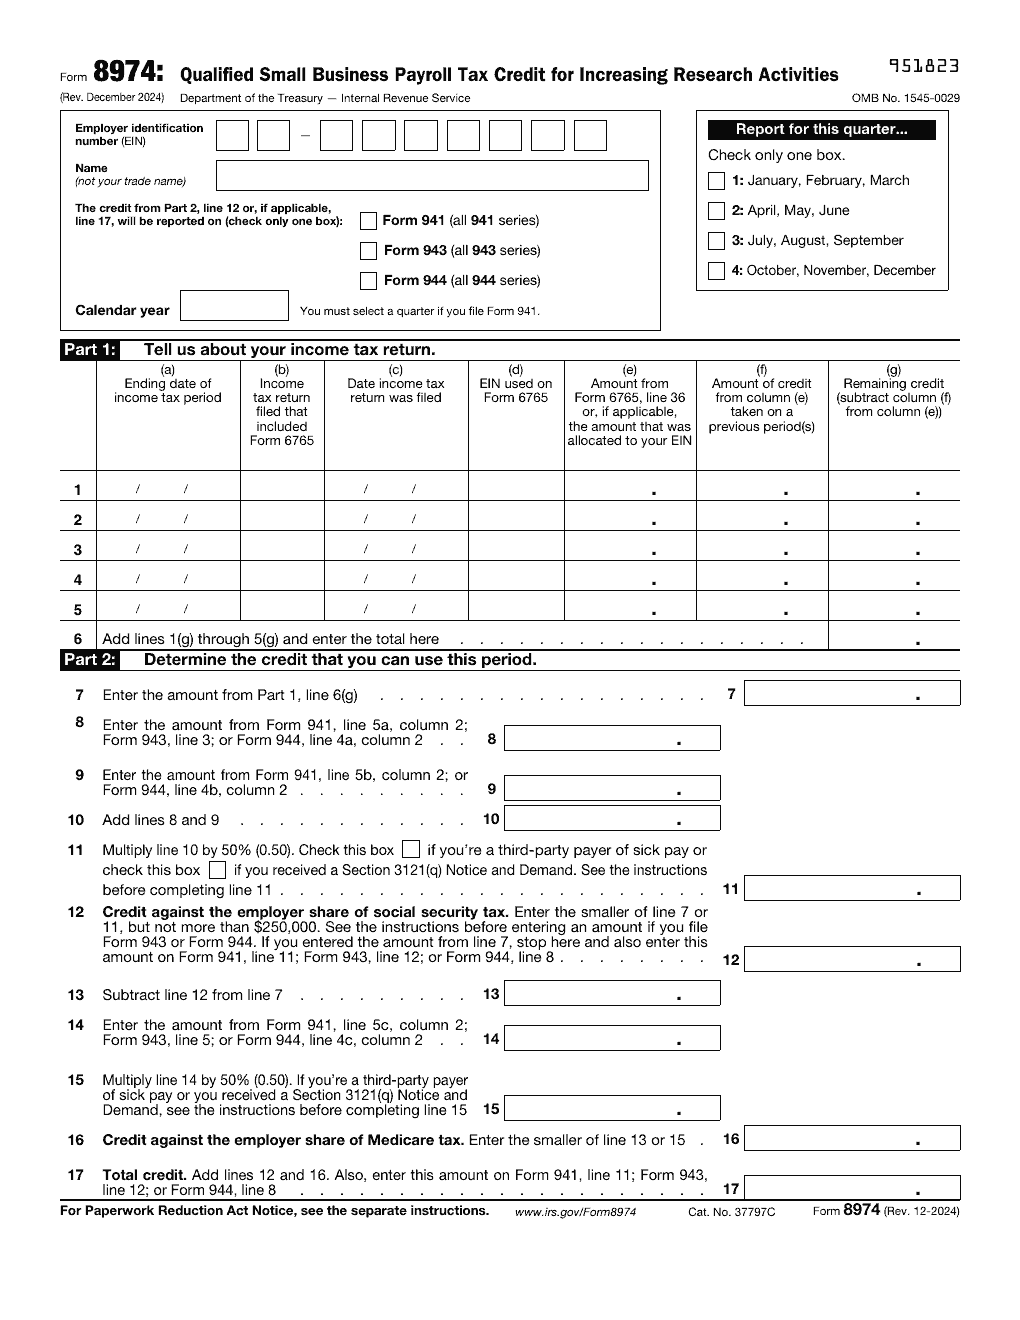 Form 8974: Qualified Small Business Payroll Tax Credit for Increasing Research Activities
951823
(Rev. December 2024) Department of the Treasury — Internal Revenue Service
OMB No. 1545-0029
Employer identification
number (EIN)
–
Name
(not your trade name)
The credit from Part 2, line 12 or, if applicable,
line 17, will be reported on (check only one box):
Form 941 (all 941 series)
Form 943 (all 943 series)
Form 944 (all 944 series)
Calendar year
You must select a quarter if you file Form 941.
Report for this quarter...
Check only one box.
1: January, February, March
2: April, May, June
3: July, August, September
4: October, November, December
Part 1: Tell us about your income tax return.
(a)
Ending date of
income tax period
(b)
Income
tax return
filed that
included
Form 6765
(c)
Date income tax
return was filed
(d)
EIN used on
Form 6765
(e)
Amount from
Form 6765, line 36
or, if applicable,
the amount that was
allocated to your EIN
(f)
Amount of credit
from column (e)
taken on a
previous period(s)
(g)
Remaining credit
(subtract column (f)
from column (e))
1 / / / / . . .
2 / / / / . . .
3 / / / / . . .
4 / / / / . . .
5 / / / / . . .
6 Add lines 1(g) through 5(g) and enter the total here . . . . . . . . . . . . . . . . . . .
Part 2: Determine the credit that you can use this period.
7 Enter the amount from Part 1, line 6(g) . . . . . . . . . . . . . . . . . 7 .
8 Enter the amount from Form 941, line 5a, column 2;
Form 943, line 3; or Form 944, line 4a, column 2 . . 8 .
9 Enter the amount from Form 941, line 5b, column 2; or
Form 944, line 4b, column 2 . . . . . . . . . 9 .
10 Add lines 8 and 9 . . . . . . . . . . . . 10 .
11 Multiply line 10 by 50% (0.50). Check this box if you're a third-party payer of sick pay or
check this box if you received a Section 3121(q) Notice and Demand. See the instructions
before completing line 11 . . . . . . . . . . . . . . . . . . . . . . 11 .
12 Credit against the employer share of social security tax. Enter the smaller of line 7 or
11, but not more than $250,000. See the instructions before entering an amount if you file
Form 943 or Form 944. If you entered the amount from line 7, stop here and also enter this
amount on Form 941, line 11; Form 943, line 12; or Form 944, line 8 . . . . . . . . 12 .
13 Subtract line 12 from line 7 . . . . . . . . . 13 .
14 Enter the amount from Form 941, line 5c, column 2;
Form 943, line 5; or Form 944, line 4c, column 2 . . 14 .
15 Multiply line 14 by 50% (0.50). If you're a third-party payer
of sick pay or you received a Section 3121(q) Notice and
Demand, see the instructions before completing line 15 15 .
16 Credit against the employer share of Medicare tax. Enter the smaller of line 13 or 15 . 16 .
17 Total credit. Add lines 12 and 16. Also, enter this amount on Form 941, line 11; Form 943,
line 12; or Form 944, line 8 . . . . . . . . . . . . . . . . . . . . . 17 .
For Paperwork Reduction Act Notice, see the separate instructions. www.irs.gov/Form8974 Cat. No. 37797C Form 8974 (Rev. 12-2024)